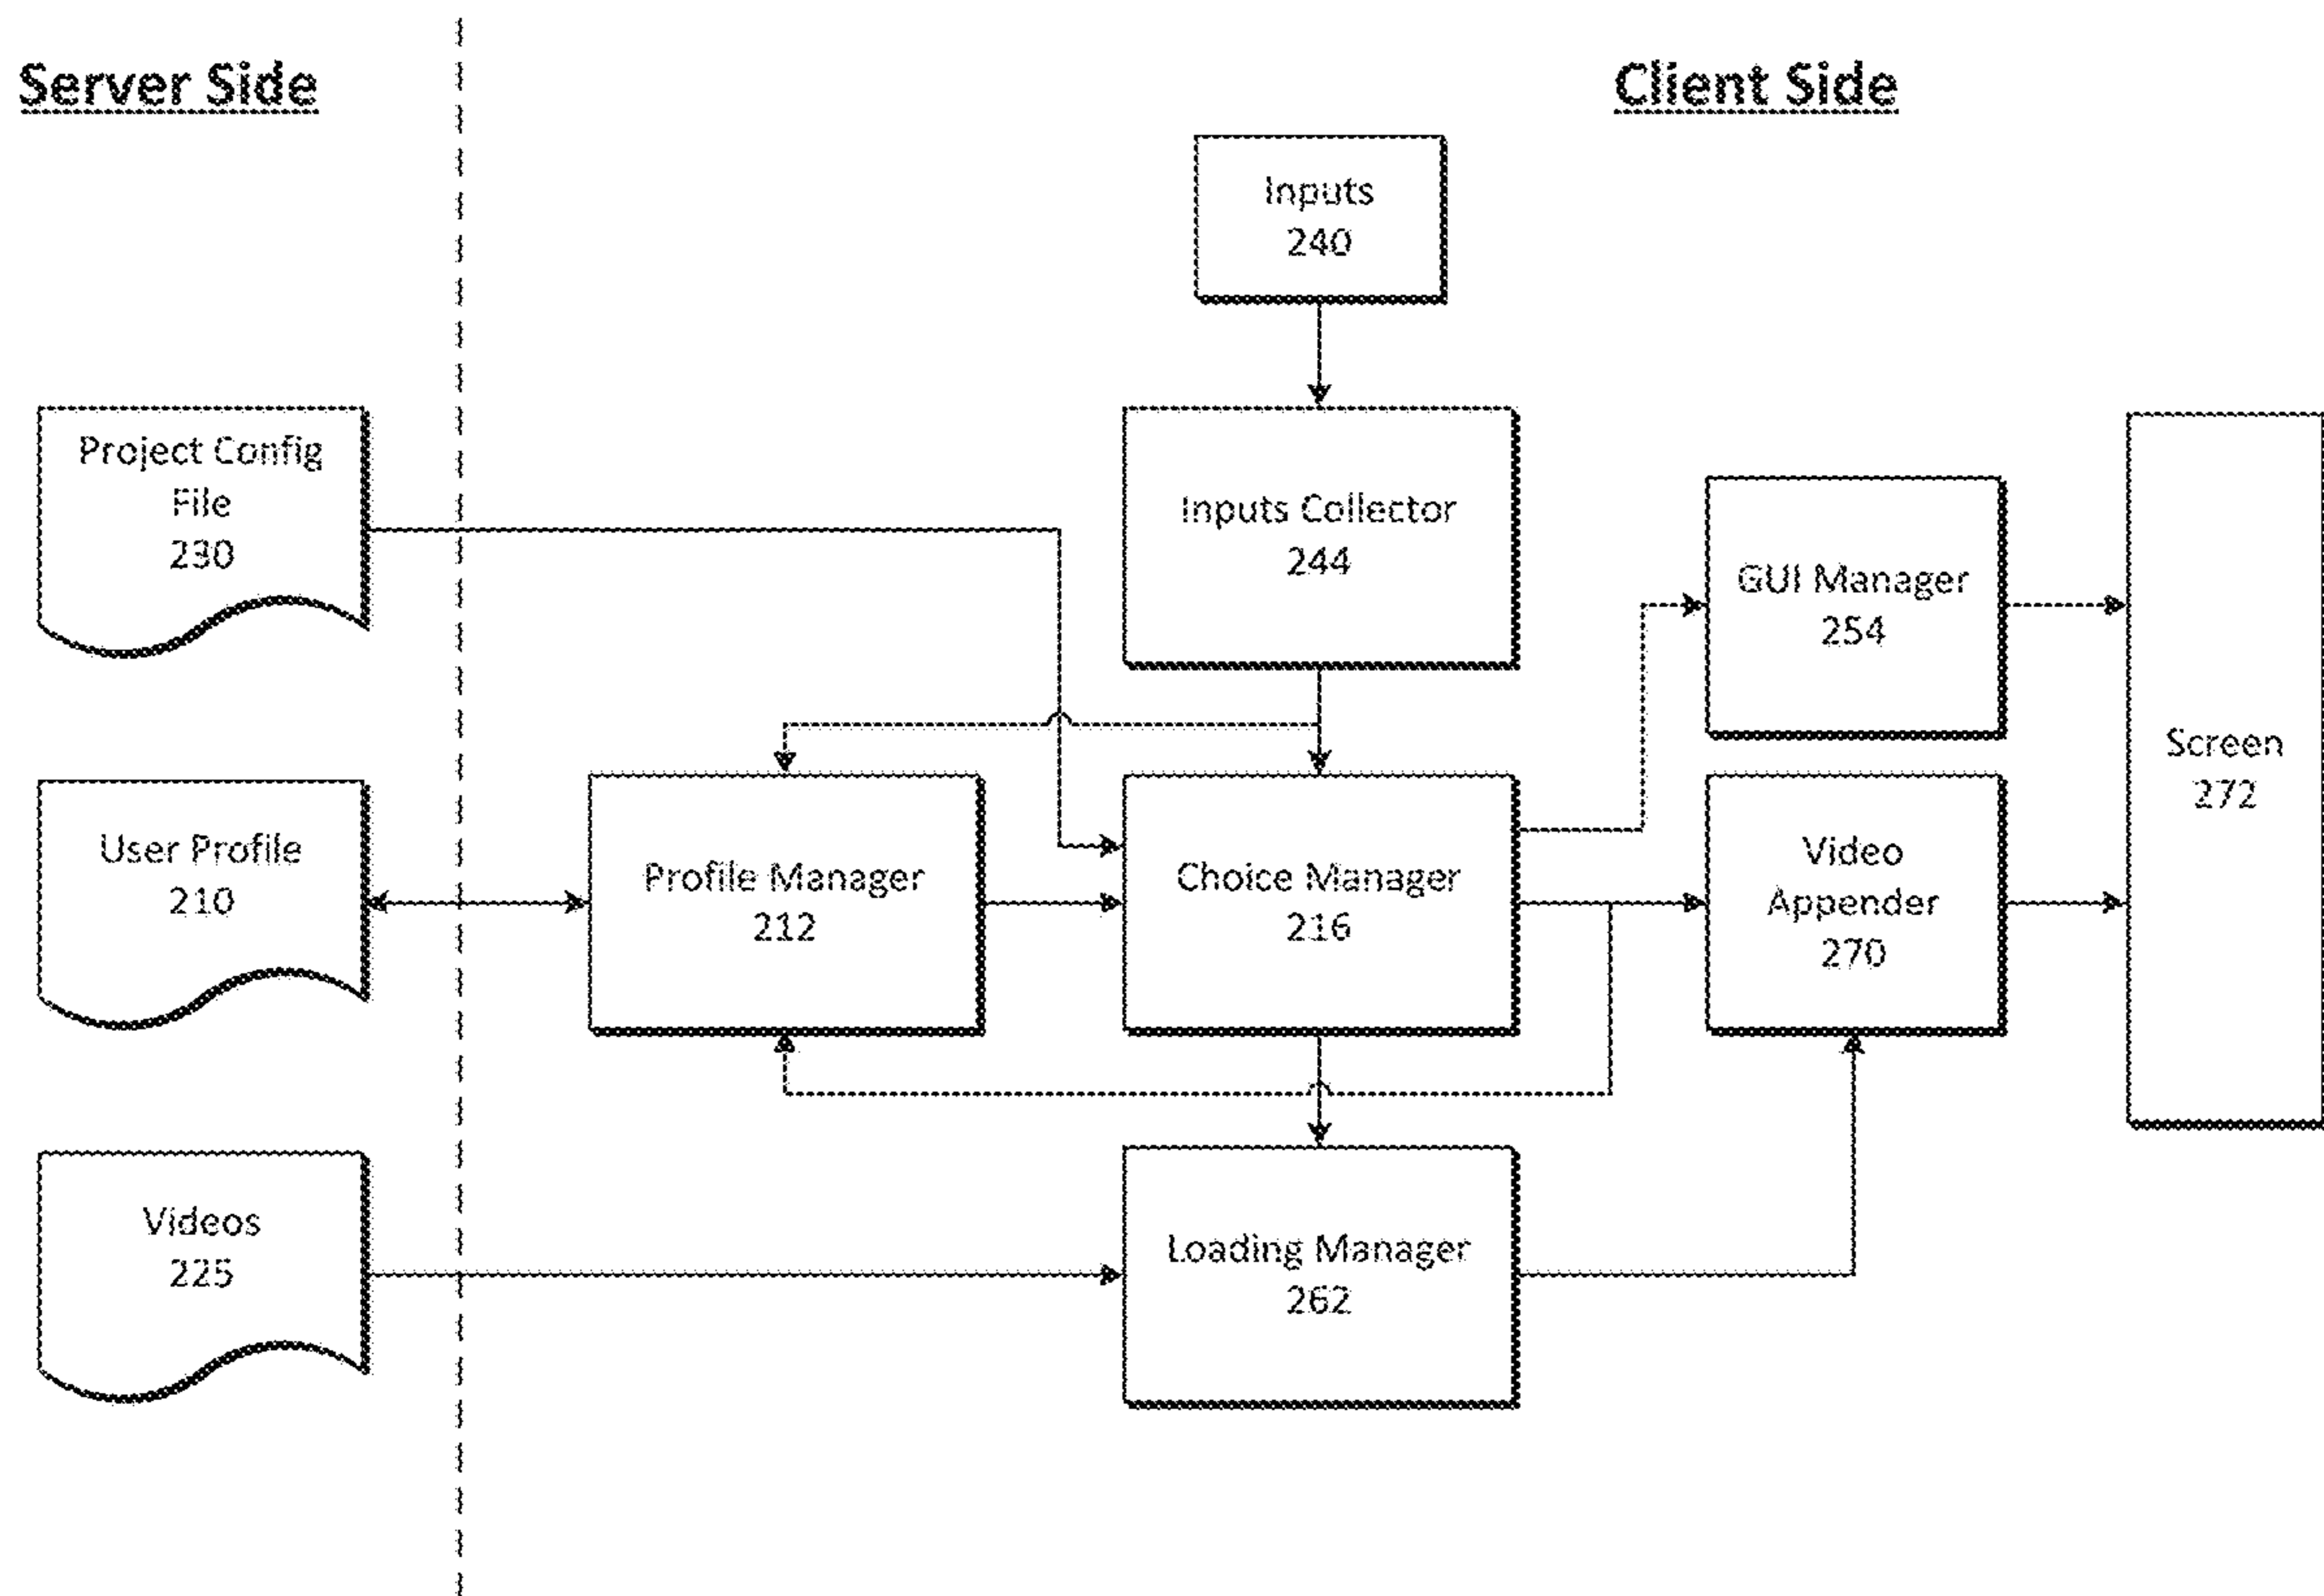 Server Side
Client Side
Inputs
240
Project Config
File
230
Inputs Collector
244
GUI Manager
254
Screen
272
User Profile
210
Profile Manager
212
Choice Manager
216
Video
Appender
270
Videos
225
Loading Manager
262